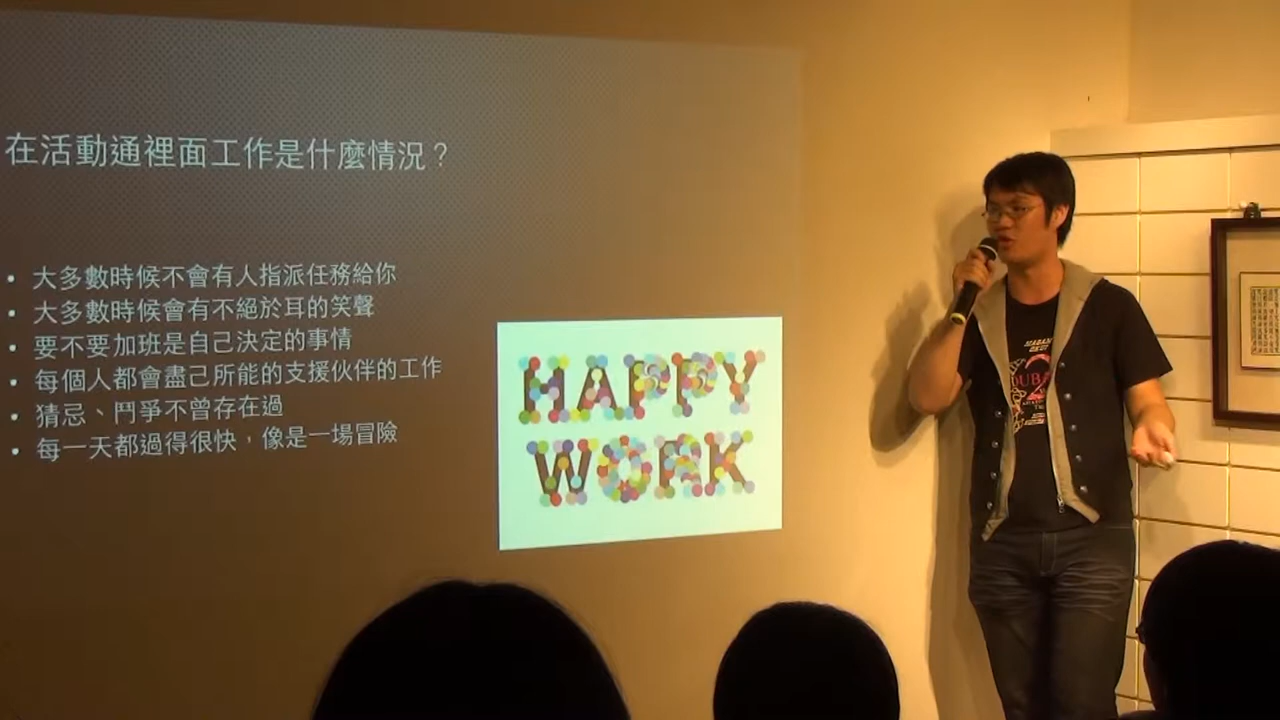 在活動通裡面工作是什麼情況？
• 大多數時候不會有人指派任務給你
• 大多數時候會有不絕於耳的笑聲
• 要不要加班是自己決定的事情
• 每個人都會盡己所能的支援伙伴的工作
• 猜忌、鬥爭不曾存在過
• 每一天都過得很快，像是一場冒險
HAPPY
WORK